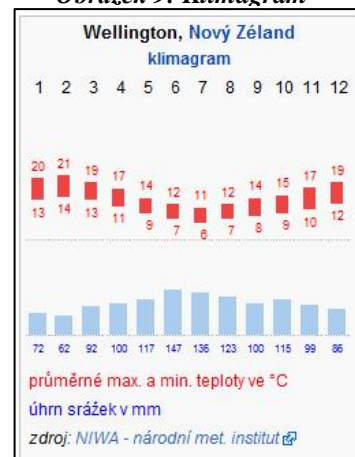 Wellington, Nový Zéland
klimagram
1 2 3 4 5 6 7 8 9 10 11 12
20 21 19 17 14 12 11 12 14 15 17 19
13 14 13 11 9 7 6 7 8 9 10 12
72 62 92 100 117 147 136 123 100 115 99 86
průměrné max. a min. teploty ve °C
úhrn srážek v mm
zdroj: NIWA - národní met. institut